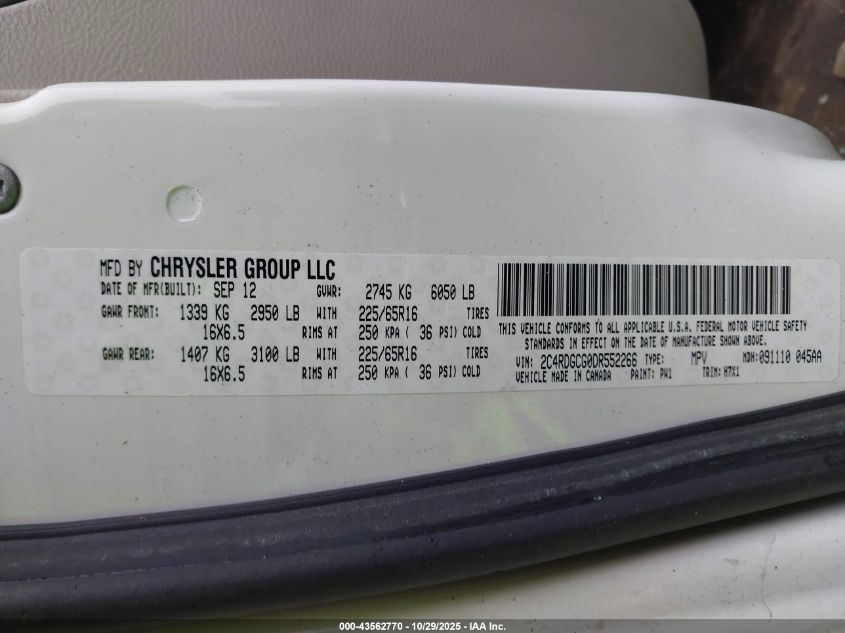 MFD BY CHRYSLER GROUP LLC
DATE OF MFR(BUILT): SEP 12 GVWR: 2745 KG 6050 LB
GAWR FRONT: 1339 KG 2950 LB WITH 225/65R16 TIRES
16X6.5 RIMS AT 250 KPA ( 36 PSI) COLD
GAWR REAR: 1407 KG 3100 LB WITH 225/65R16 TIRES
16X6.5 RIMS AT 250 KPA ( 36 PSI) COLD
THIS VEHICLE CONFORMS TO ALL APPLICABLE U.S.A. FEDERAL MOTOR VEHICLE SAFETY
STANDARDS IN EFFECT ON THE DATE OF MANUFACTURE SHOWN ABOVE.
VIN: 2C4RDGCG0DR552266 TYPE: MPV MDH: 091110 045AA
VEHICLE MADE IN CANADA PAINT: PW1 TRIM: H7X1
000-43562770 - 10/29/2025 - IAA Inc.